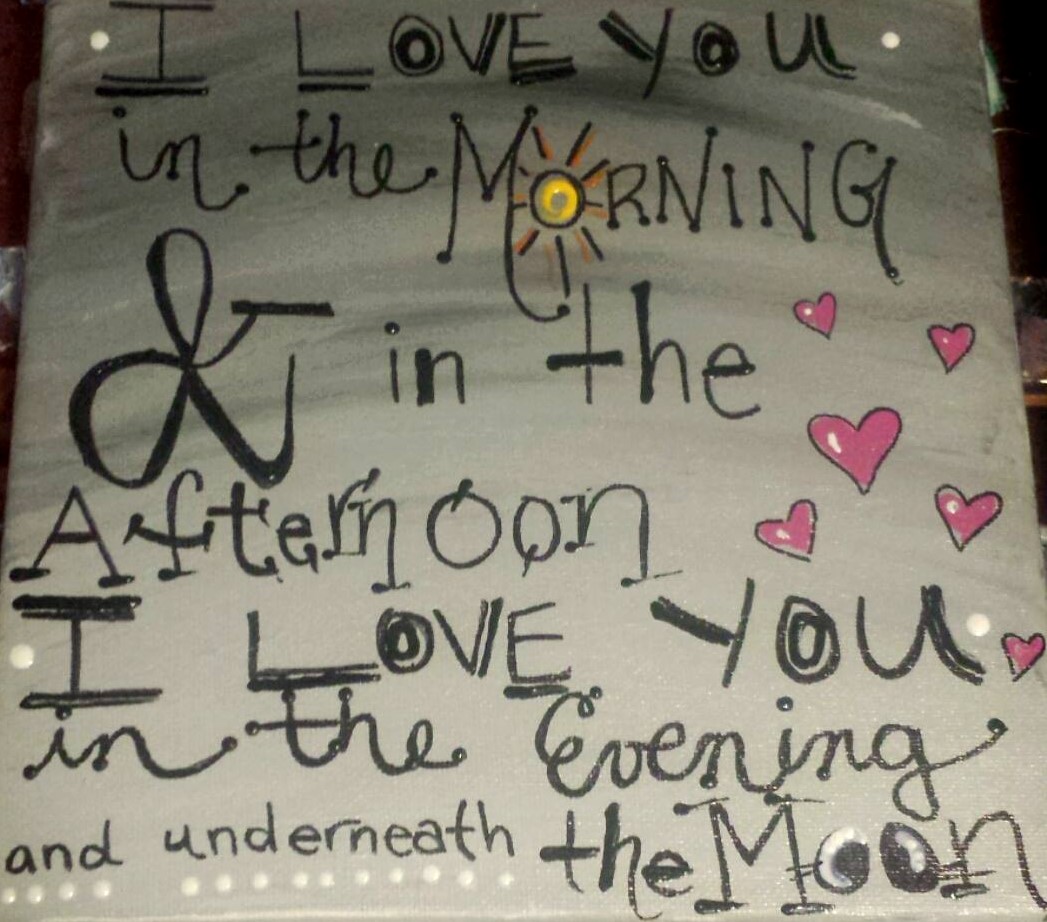 I LOVE YOU
in the MORNING
& in the
Afternoon
I LOVE YOU
in the Evening
and underneath the Moon